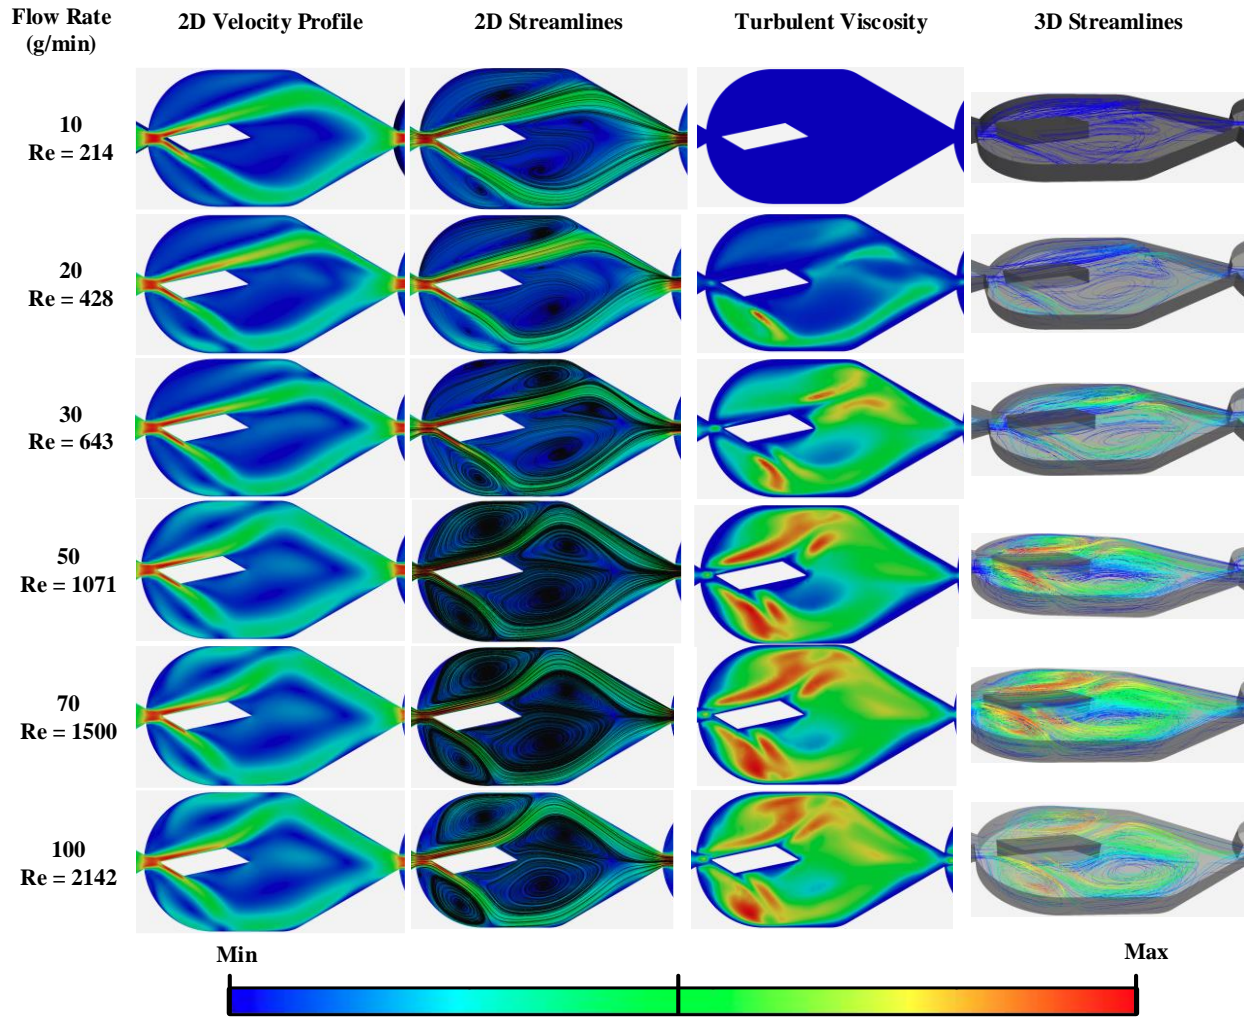 Flow Rate
(g/min)
2D Velocity Profile
2D Streamlines
Turbulent Viscosity
3D Streamlines
10
Re = 214
20
Re = 428
30
Re = 643
50
Re = 1071
70
Re = 1500
100
Re = 2142
Min
Max